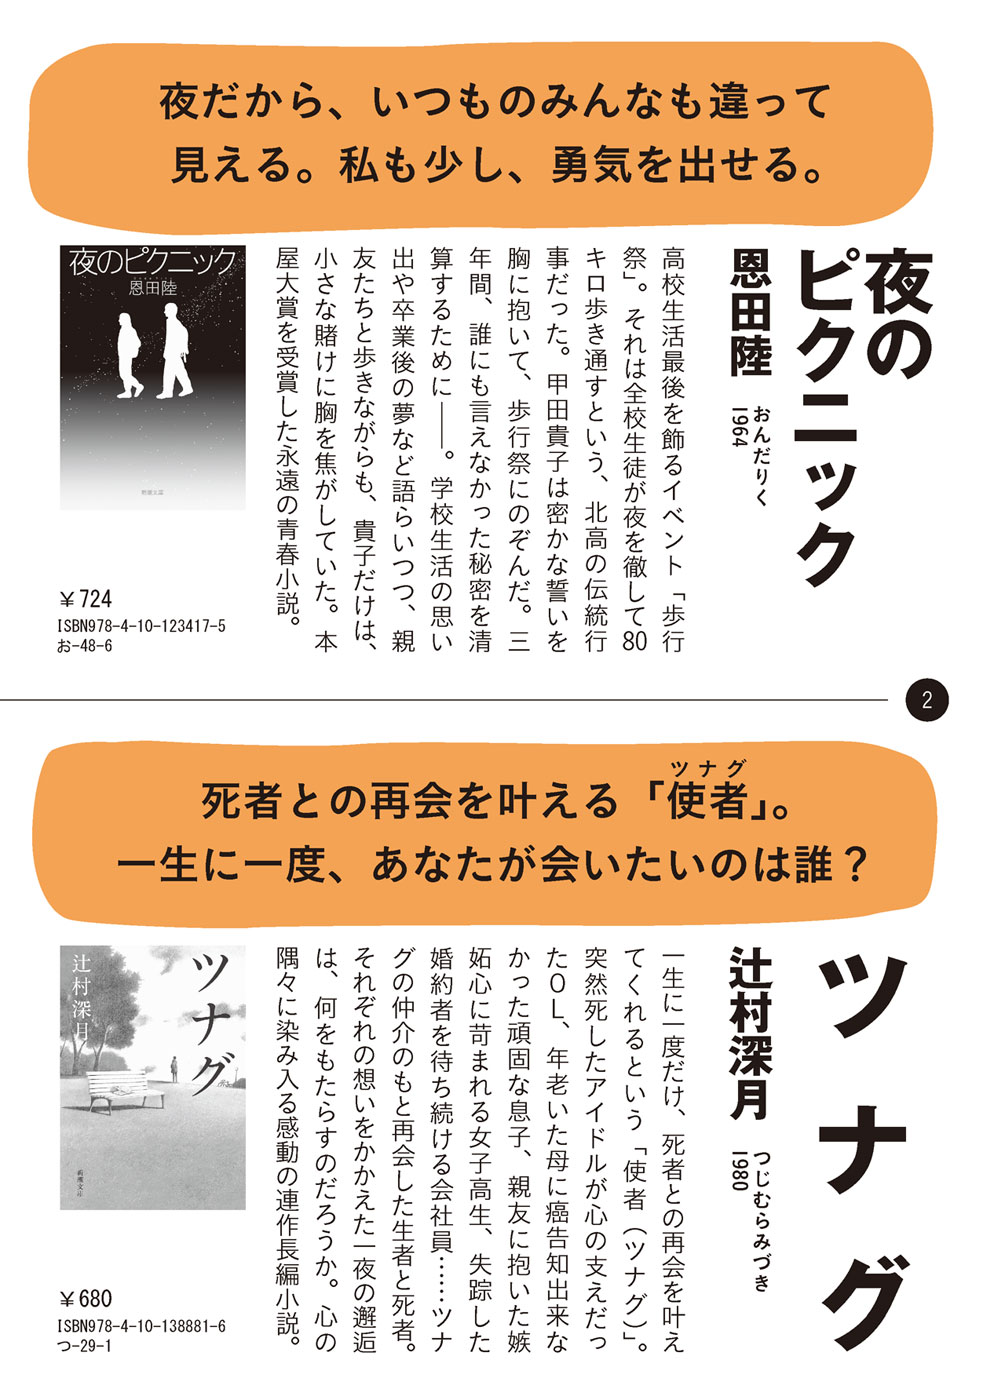 夜だから、いつものみんなも違って
見える。私も少し、勇気を出せる。
夜の
ピクニック
恩田陸
おんだりく
1964
高校生活最後を飾るイベント「歩行
祭」。それは全校生徒が夜を徹して80
キロ歩き通すという、北高の伝統行
事だった。甲田貴子は密かな誓いを
胸に抱いて、歩行祭にのぞんだ。三
年間、誰にも言えなかった秘密を清
算するために――。学校生活の思い
出や卒業後の夢など語らいつつ、親
友たちと歩きながらも、貴子だけは、
小さな賭けに胸を焦がしていた。本
屋大賞を受賞した永遠の青春小説。
夜のピクニック
恩田陸
新潮文庫
￥724
ISBN978-4-10-123417-5
お-48-6
2
死者との再会を叶える「使者」。
ツナグ
一生に一度、あなたが会いたいのは誰？
ツナグ
辻村深月
つじむらみづき
1980
一生に一度だけ、死者との再会を叶え
てくれるという「使者（ツナグ）」。
突然死したアイドルが心の支えだっ
たＯＬ、年老いた母に癌告知出来な
かった頑固な息子、親友に抱いた嫉
妬心に苛まれる女子高生、失踪した
婚約者を待ち続ける会社員……ツナ
グの仲介のもと再会した生者と死者。
それぞれの想いをかかえた一夜の邂逅
は、何をもたらすのだろうか。心の
隅々に染み入る感動の連作長編小説。
ツナグ
辻村深月
新潮文庫
￥680
ISBN978-4-10-138881-6
つ-29-1